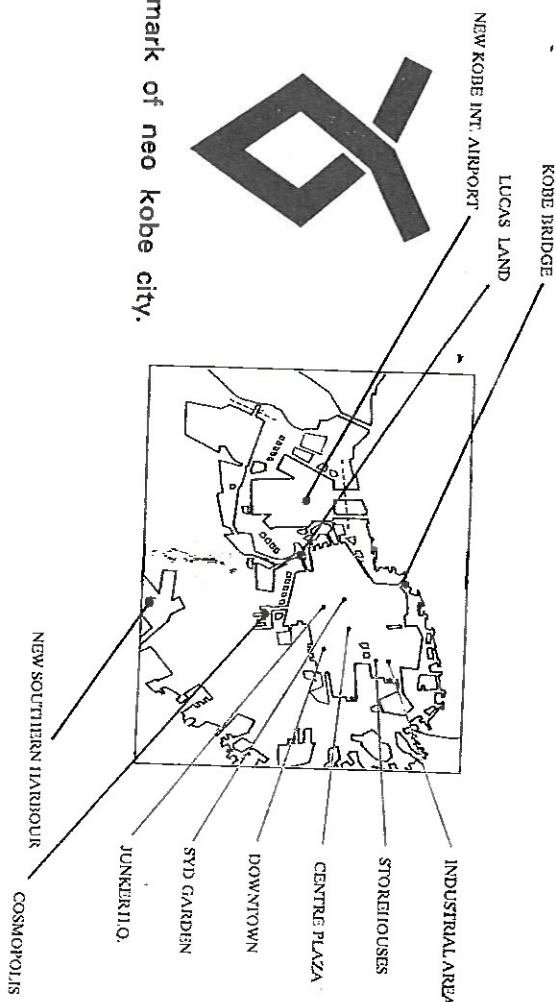 mark of neo kobe city.
KOBE BRIDGE
LUCAS LAND
NEW KOBE INT. AIRPORT
INDUSTRIAL AREA
STOREHOUSES
CENTRE PLAZA
DOWNTOWN
SYD GARDEN
JUNKER H.Q.
NEW SOUTHERN HARBOUR
COSMOPOLIS